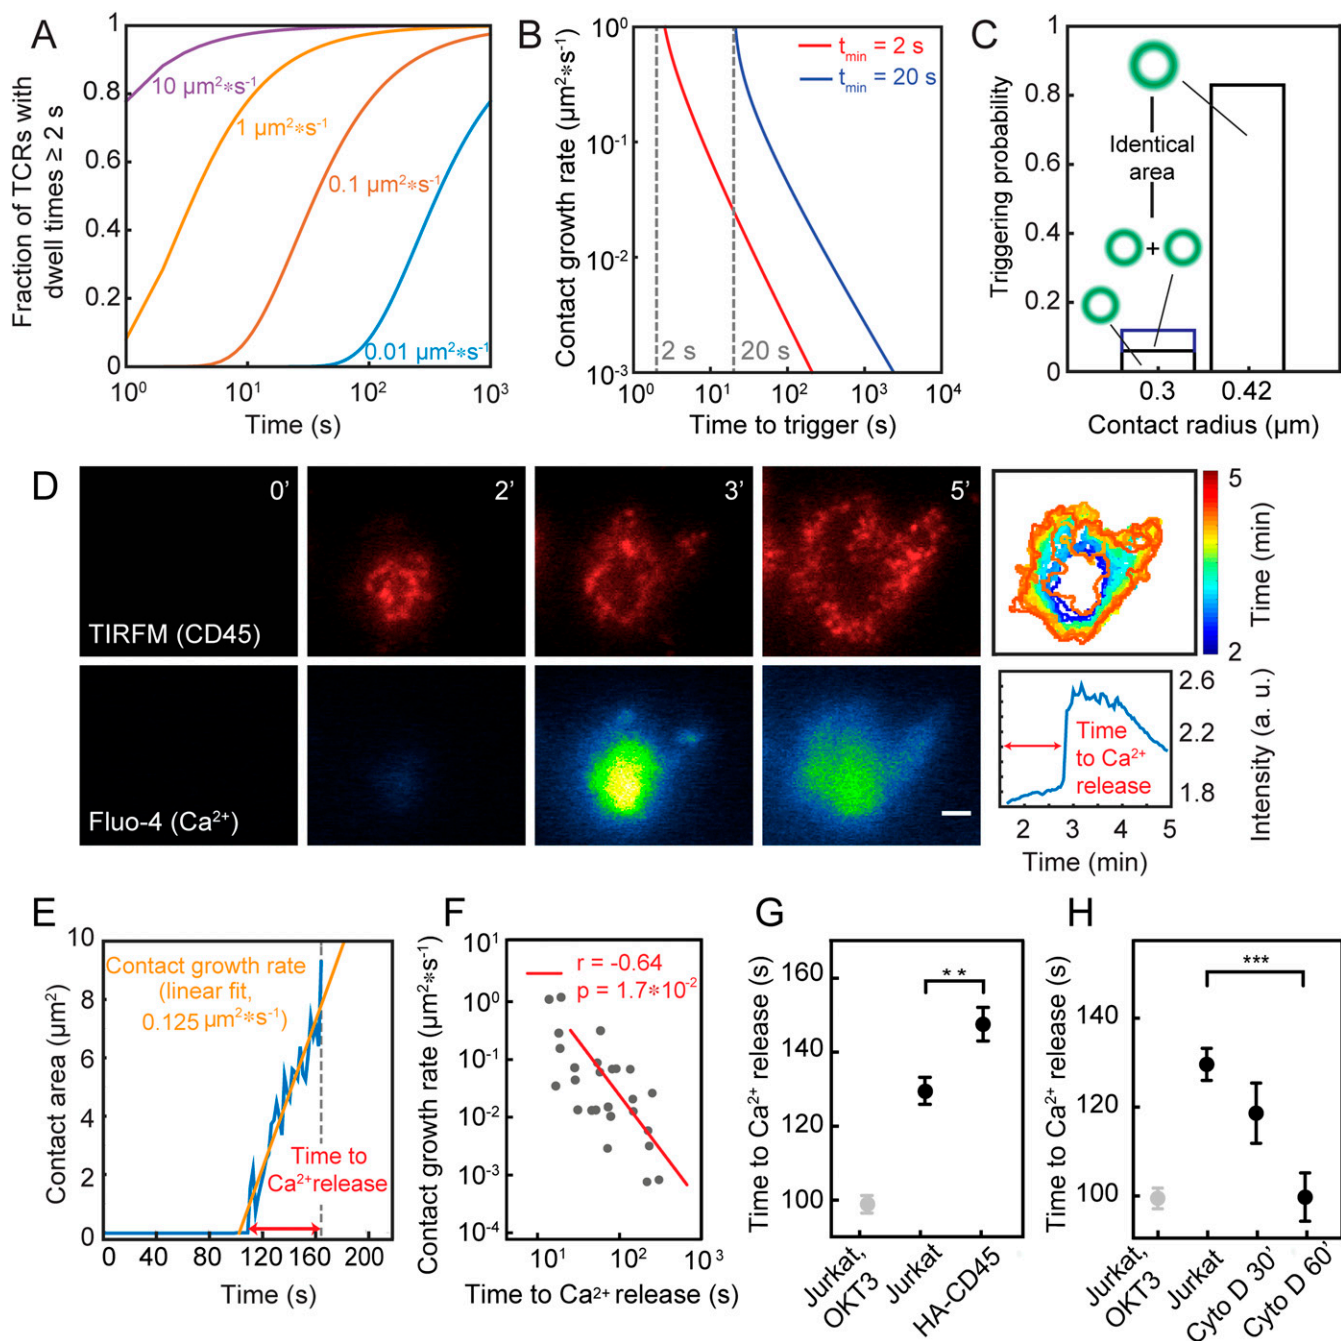 A
Fraction of TCRs with
dwell times ≥ 2 s
1
0.8
0.6
0.4
0.2
0
10 µm²*s⁻¹
1 µm²*s⁻¹
0.1 µm²*s⁻¹
0.01 µm²*s⁻¹
10⁰ 10¹ 10² 10³
Time (s)
B
Contact growth rate (µm²*s⁻¹)
10⁰
10⁻¹
10⁻²
10⁻³
t_min = 2 s
t_min = 20 s
2 s
20 s
10⁰ 10¹ 10² 10³ 10⁴
Time to trigger (s)
C
Triggering probability
1
0.8
0.6
0.4
0.2
0
Identical
area
+
0.3 0.42
Contact radius (µm)
D
0’ 2’ 3’ 5’
TIRFM (CD45)
5
2
Time (min)
Fluo-4 (Ca²⁺)
Time
to Ca²⁺
release
2.6
2.2
1.8
Intensity (a. u.)
2 3 4 5
Time (min)
E
Contact area (µm²)
10
8
6
4
2
0
Contact growth rate
(linear fit,
0.125 µm²*s⁻¹)
Time to
Ca²⁺release
0 40 80 120 160 200
Time (s)
F
Contact growth rate (µm²*s⁻¹)
10¹
10⁰
10⁻¹
10⁻²
10⁻³
10⁻⁴
r = -0.64
p = 1.7*10⁻²
10¹ 10² 10³
Time to Ca²⁺ release (s)
G
Time to Ca²⁺ release (s)
160
140
120
100
**
Jurkat,
OKT3
Jurkat
HA-CD45
H
Time to Ca²⁺ release (s)
140
120
100
***
Jurkat,
OKT3
Jurkat
Cyto D 30’
Cyto D 60’